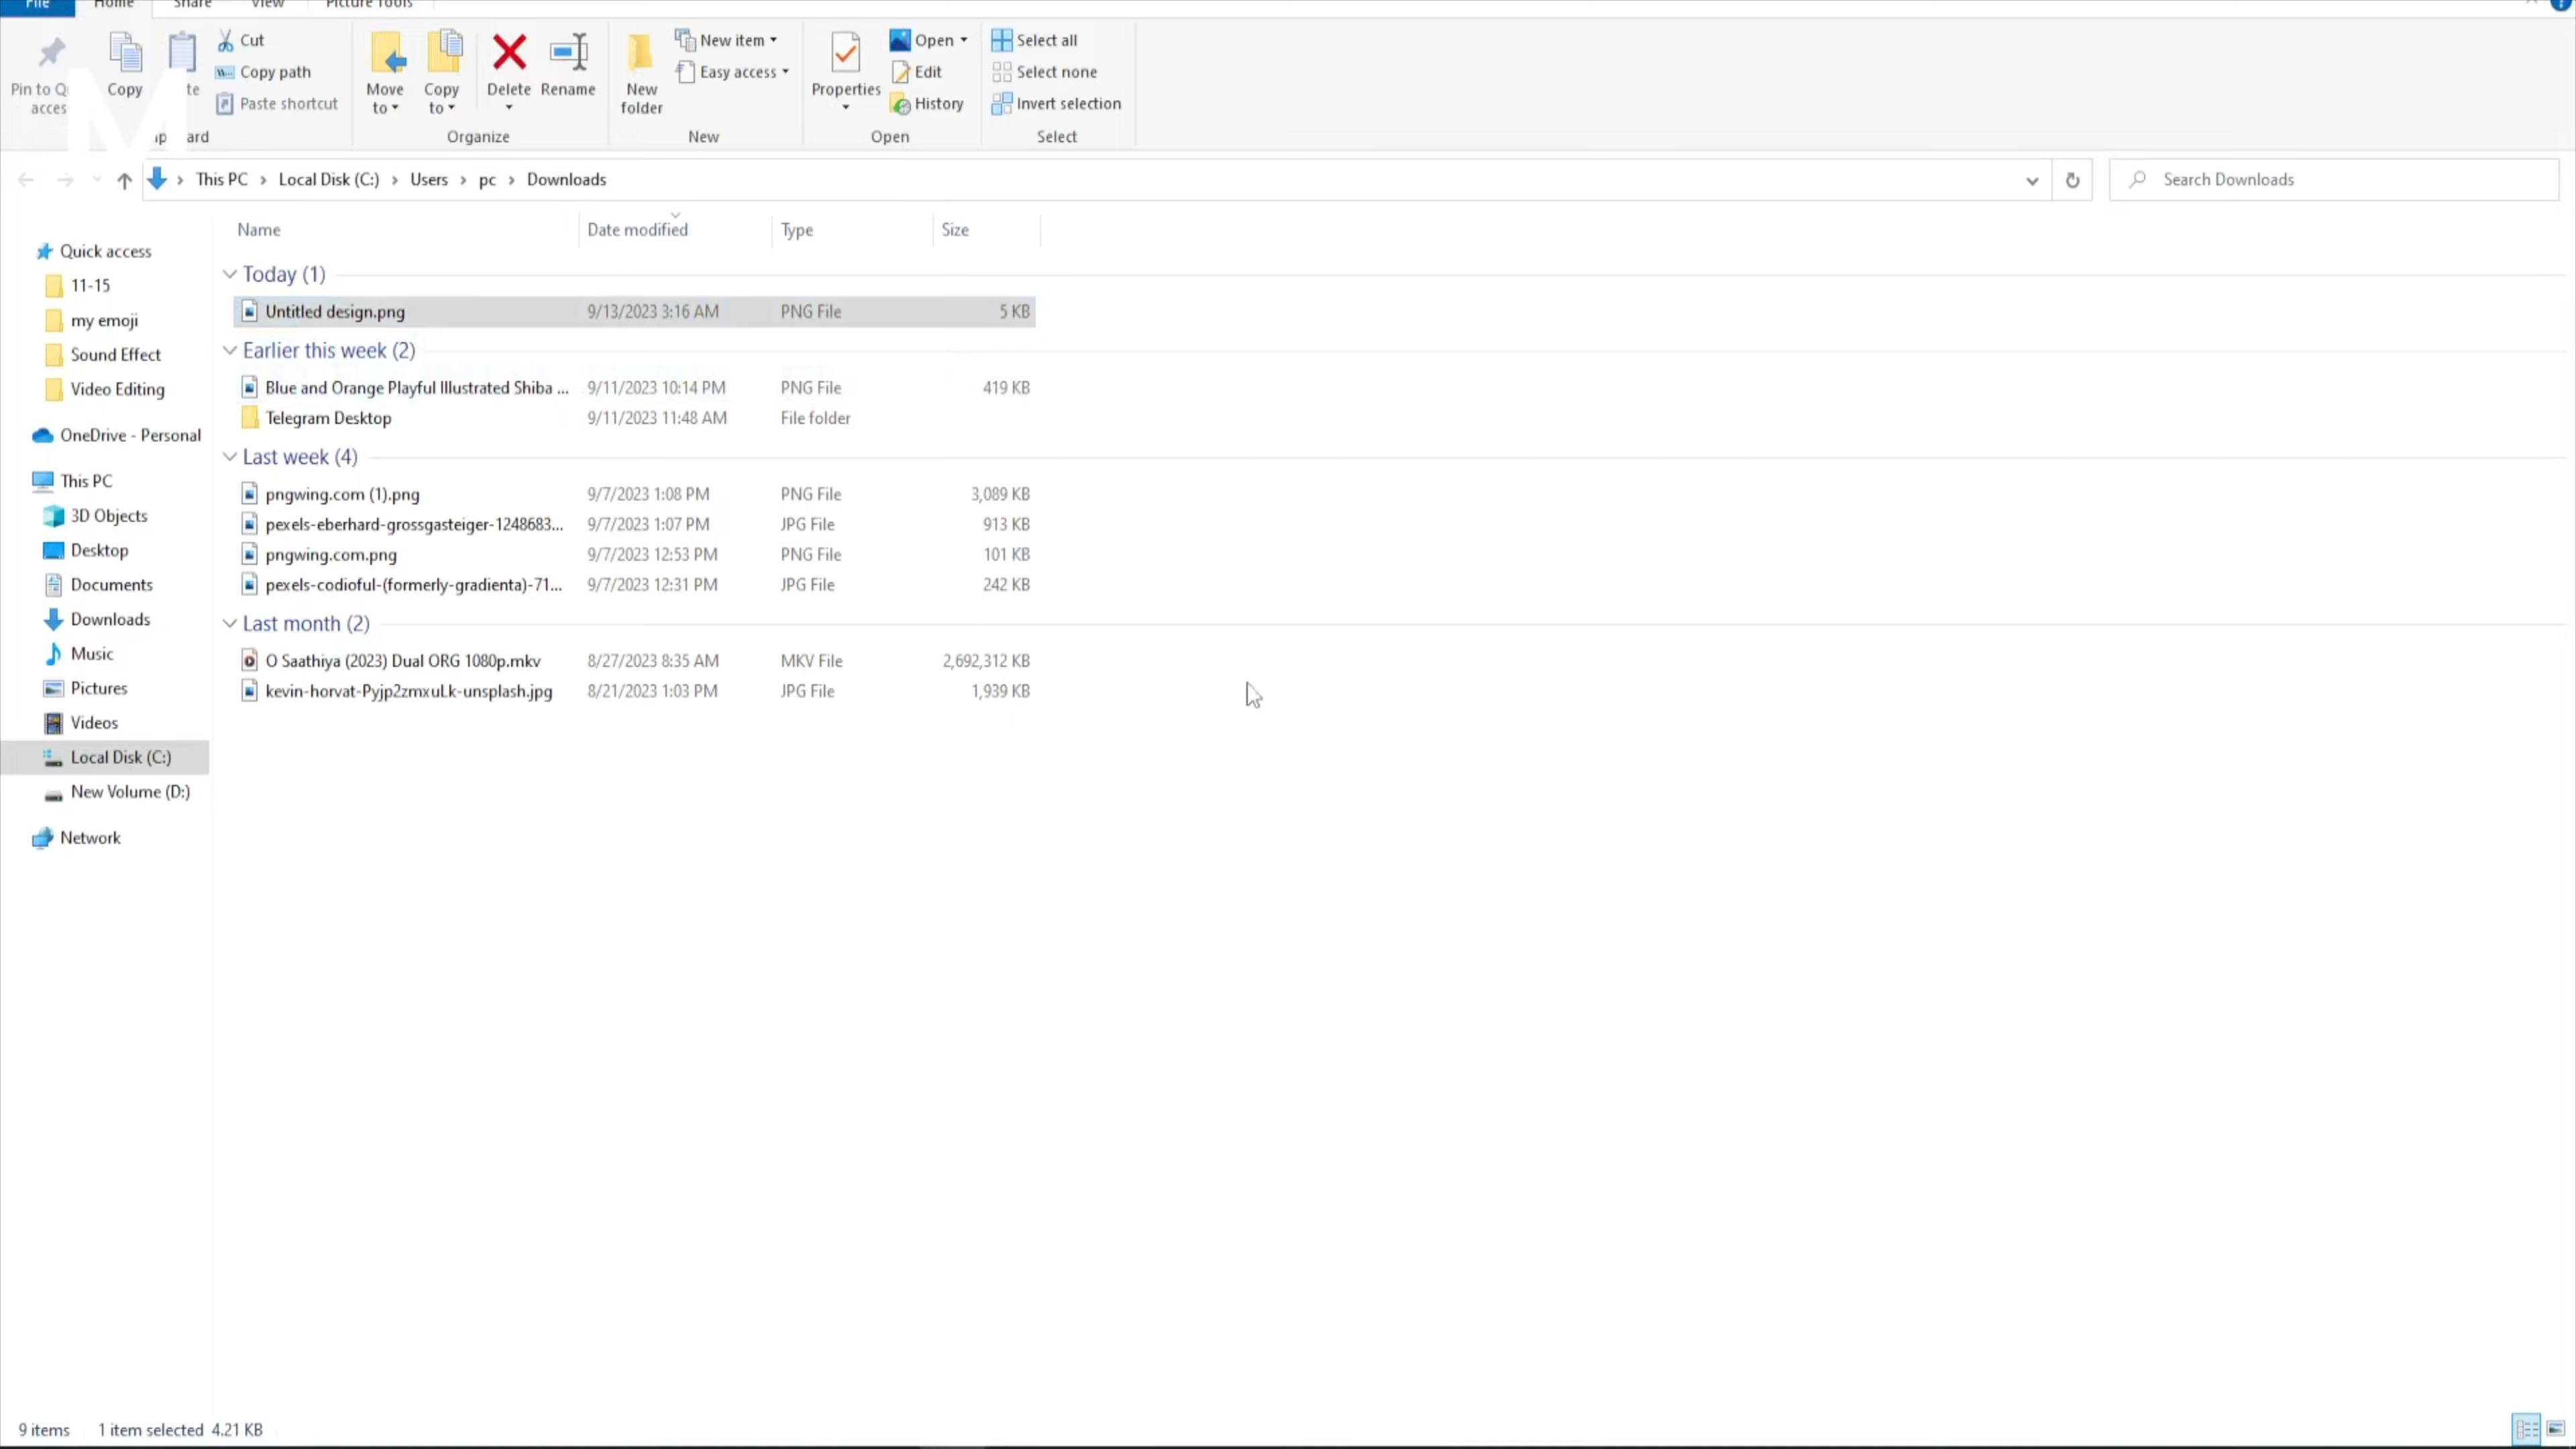 File Home Share View Picture Tools
Cut
Copy path
Paste shortcut
Copy
Move to
Copy to
Delete
Rename
New folder
New item
Easy access
Properties
Open
Edit
History
Select all
Select none
Invert selection
Organize
New
Open
Select
M
This PC > Local Disk (C:) > Users > pc > Downloads
Search Downloads
Name Date modified Type Size
Quick access
11-15
my emoji
Sound Effect
Video Editing
OneDrive - Personal
This PC
3D Objects
Desktop
Documents
Downloads
Music
Pictures
Videos
Local Disk (C:)
New Volume (D:)
Network
Today (1)
Untitled design.png 9/13/2023 3:16 AM PNG File 5 KB
Earlier this week (2)
Blue and Orange Playful Illustrated Shiba ... 9/11/2023 10:14 PM PNG File 419 KB
Telegram Desktop 9/11/2023 11:48 AM File folder
Last week (4)
pngwing.com (1).png 9/7/2023 1:08 PM PNG File 3,089 KB
pexels-eberhard-grossgasteiger-1248683... 9/7/2023 1:07 PM JPG File 913 KB
pngwing.com.png 9/7/2023 12:53 PM PNG File 101 KB
pexels-codioful-(formerly-gradienta)-71... 9/7/2023 12:31 PM JPG File 242 KB
Last month (2)
O Saathiya (2023) Dual ORG 1080p.mkv 8/27/2023 8:35 AM MKV File 2,692,312 KB
kevin-horvat-Pyjp2zmxuLk-unsplash.jpg 8/21/2023 1:03 PM JPG File 1,939 KB
9 items 1 item selected 4.21 KB